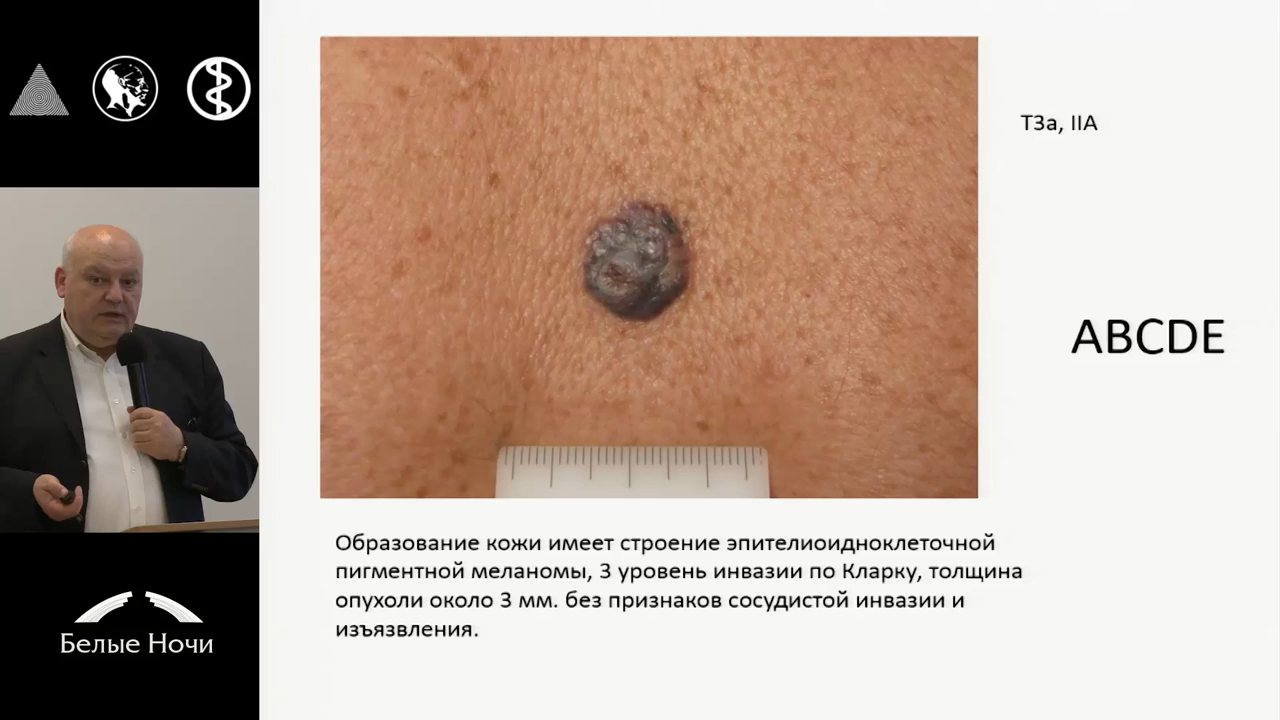 T3a, IIA
ABCDE
Образование кожи имеет строение эпителиоидноклеточной
пигментной меланомы, 3 уровень инвазии по Кларку, толщина
опухоли около 3 мм. без признаков сосудистой инвазии и
изъязвления.
Белые Ночи